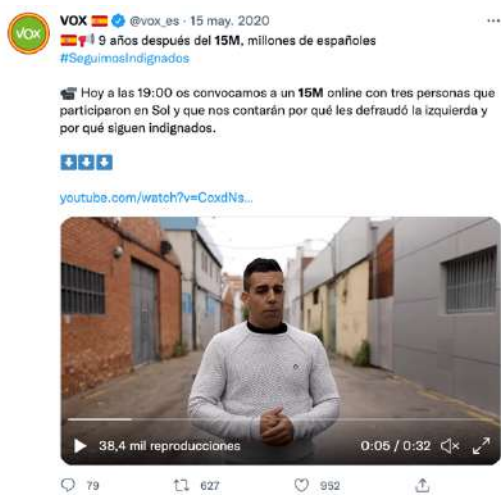 VOX
VOX 🇪🇸 @vox_es · 15 may. 2020
🇪🇸📢 9 años después del 15M, millones de españoles
#SeguimosIndignados
📹 Hoy a las 19:00 os convocamos a un 15M online con tres personas que
participaron en Sol y que nos contarán por qué les defraudó la izquierda y
por qué siguen indignados.
⬇️⬇️⬇️
youtube.com/watch?v=CoxdNs...
38,4 mil reproducciones 0:05 / 0:32
79 627 952